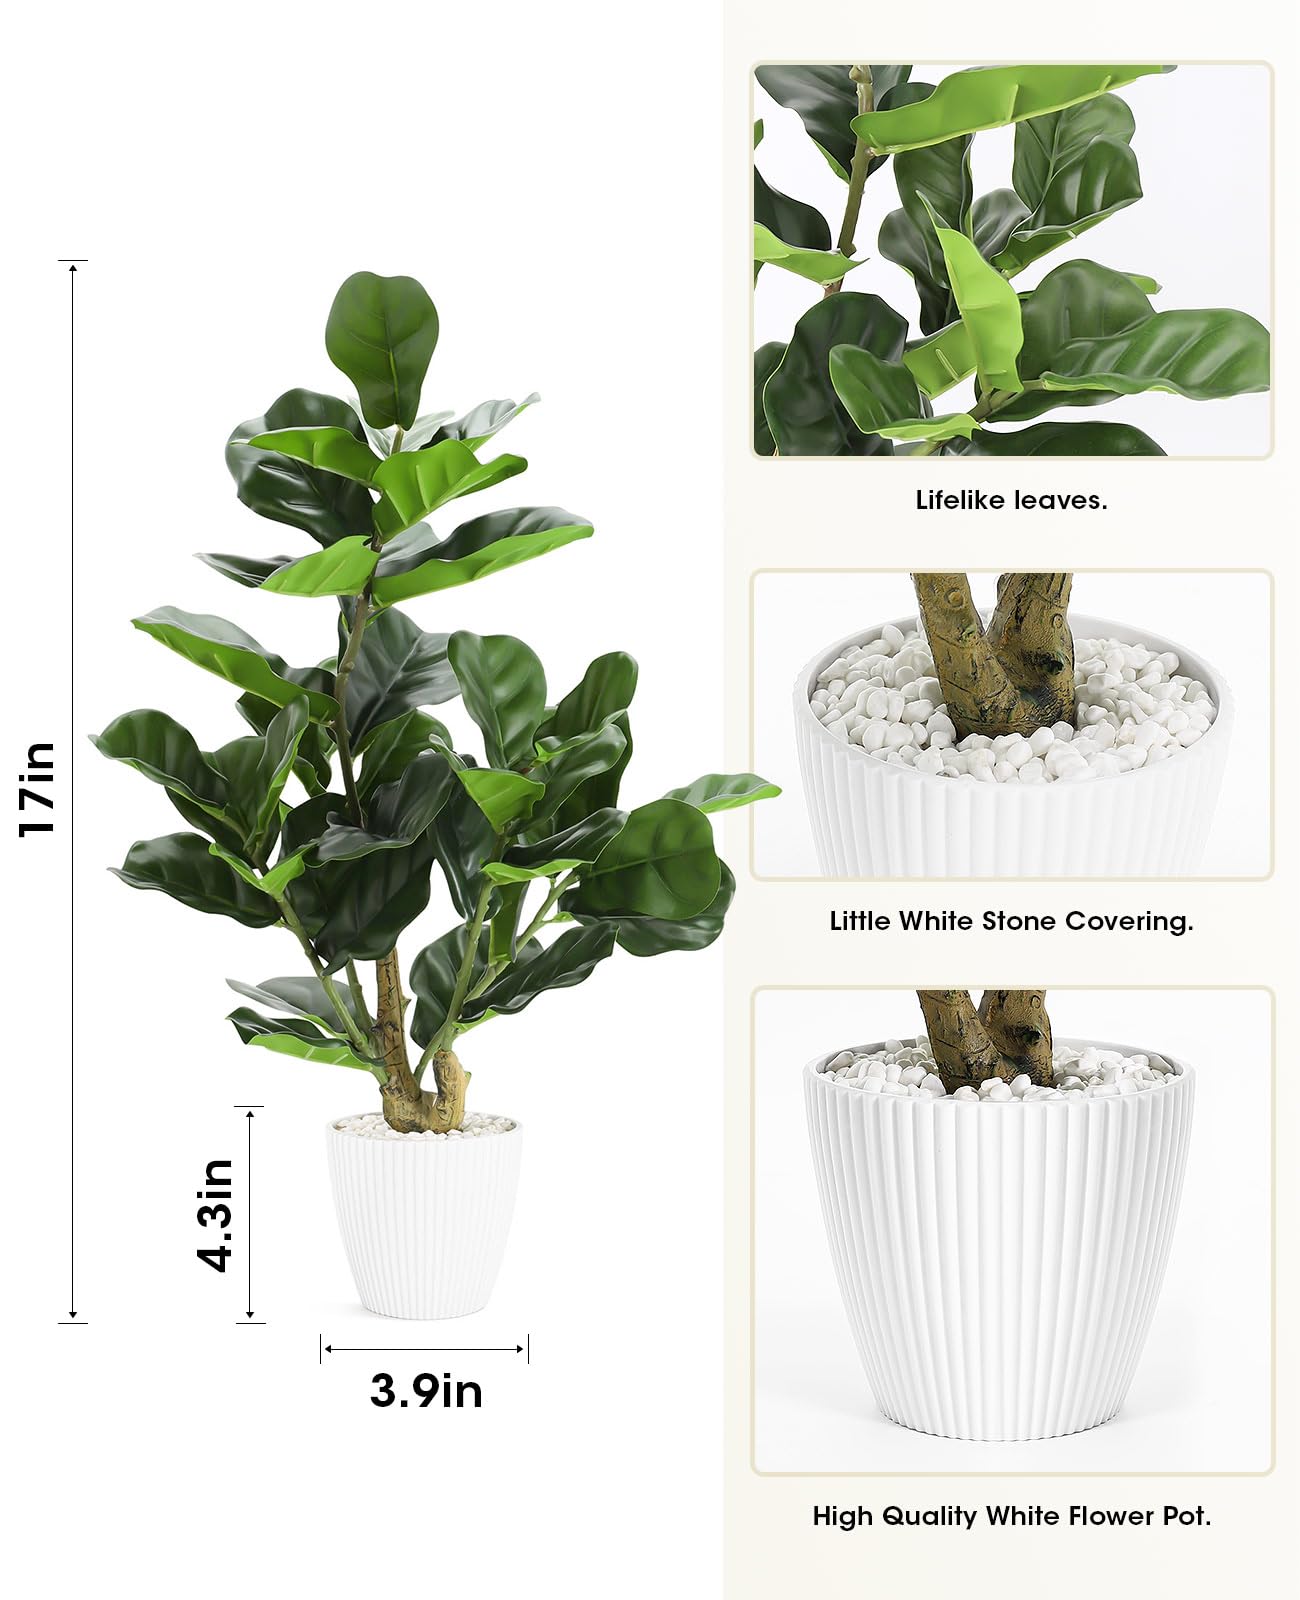 17in
4.3in
3.9in
Lifelike leaves.
Little White Stone Covering.
High Quality White Flower Pot.